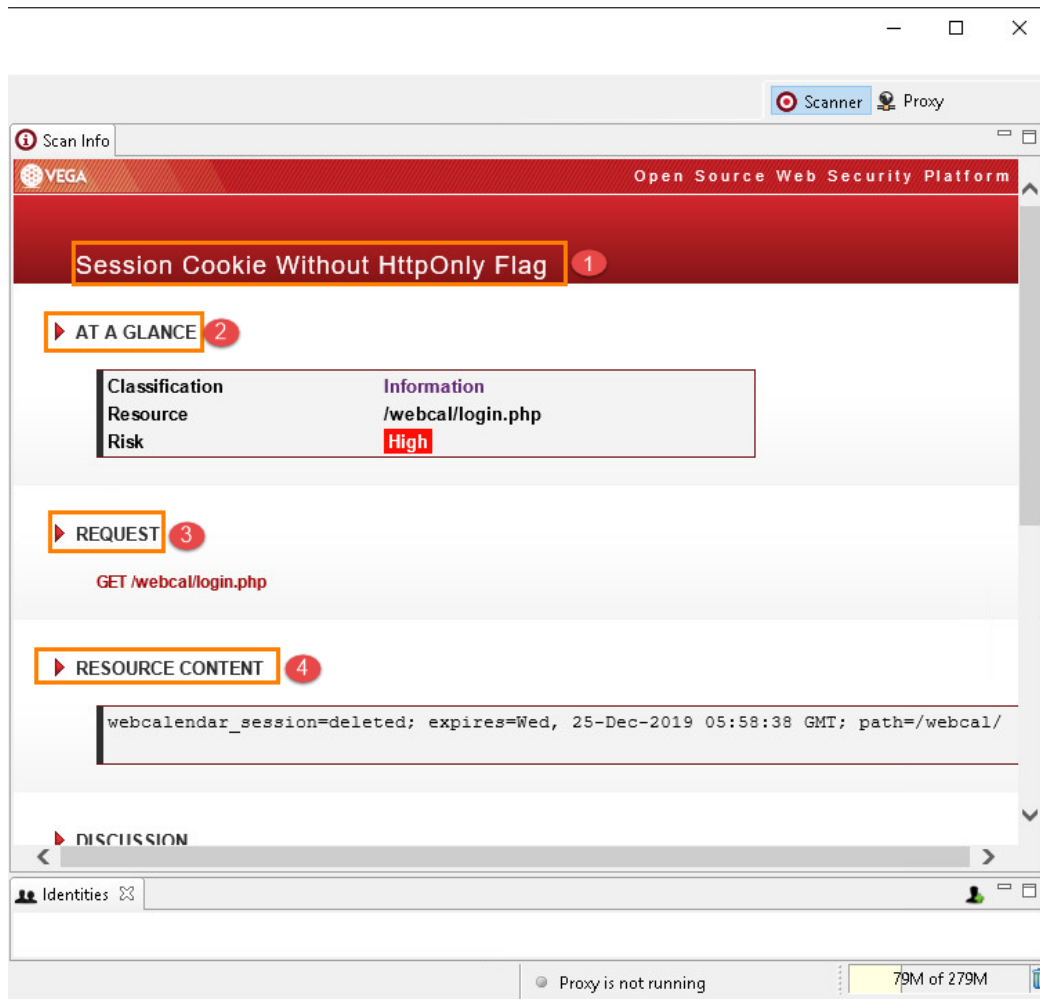 Scanner Proxy
Scan Info
VEGA Open Source Web Security Platform
Session Cookie Without HttpOnly Flag 1
AT A GLANCE 2
Classification Information
Resource /webcal/login.php
Risk High
REQUEST 3
GET /webcal/login.php
RESOURCE CONTENT 4
webcalendar_session=deleted; expires=Wed, 25-Dec-2019 05:58:38 GMT; path=/webcal/
DISCUSSION
Identities
Proxy is not running 79M of 279M